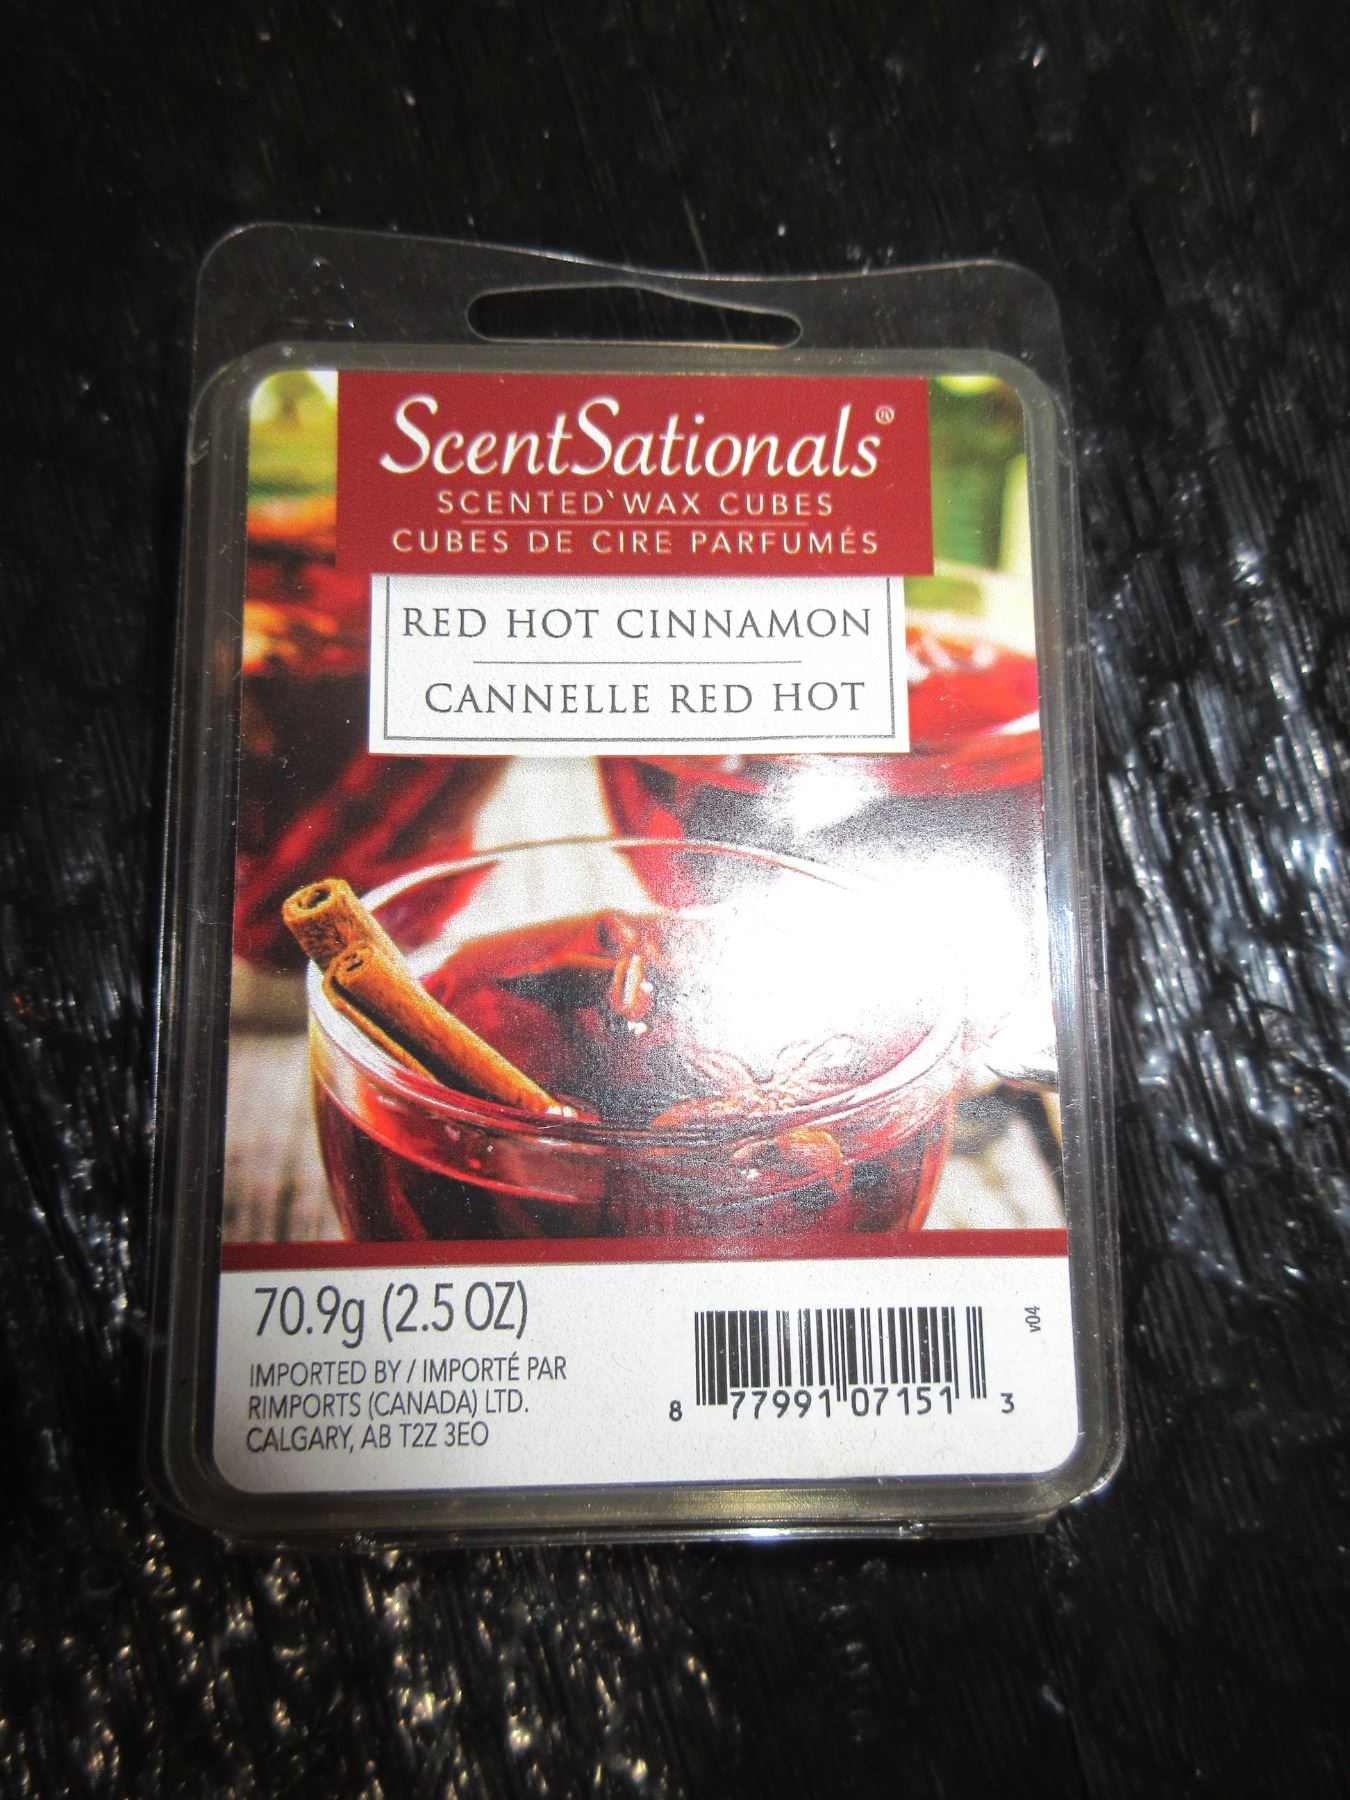 ScentSationals®
SCENTED WAX CUBES
CUBES DE CIRE PARFUMÉS
RED HOT CINNAMON
CANNELLE RED HOT
70.9g (2.5 OZ)
IMPORTED BY / IMPORTÉ PAR
RIMPORTS (CANADA) LTD.
CALGARY, AB T2Z 3EO
8 77991 07151 3
v04